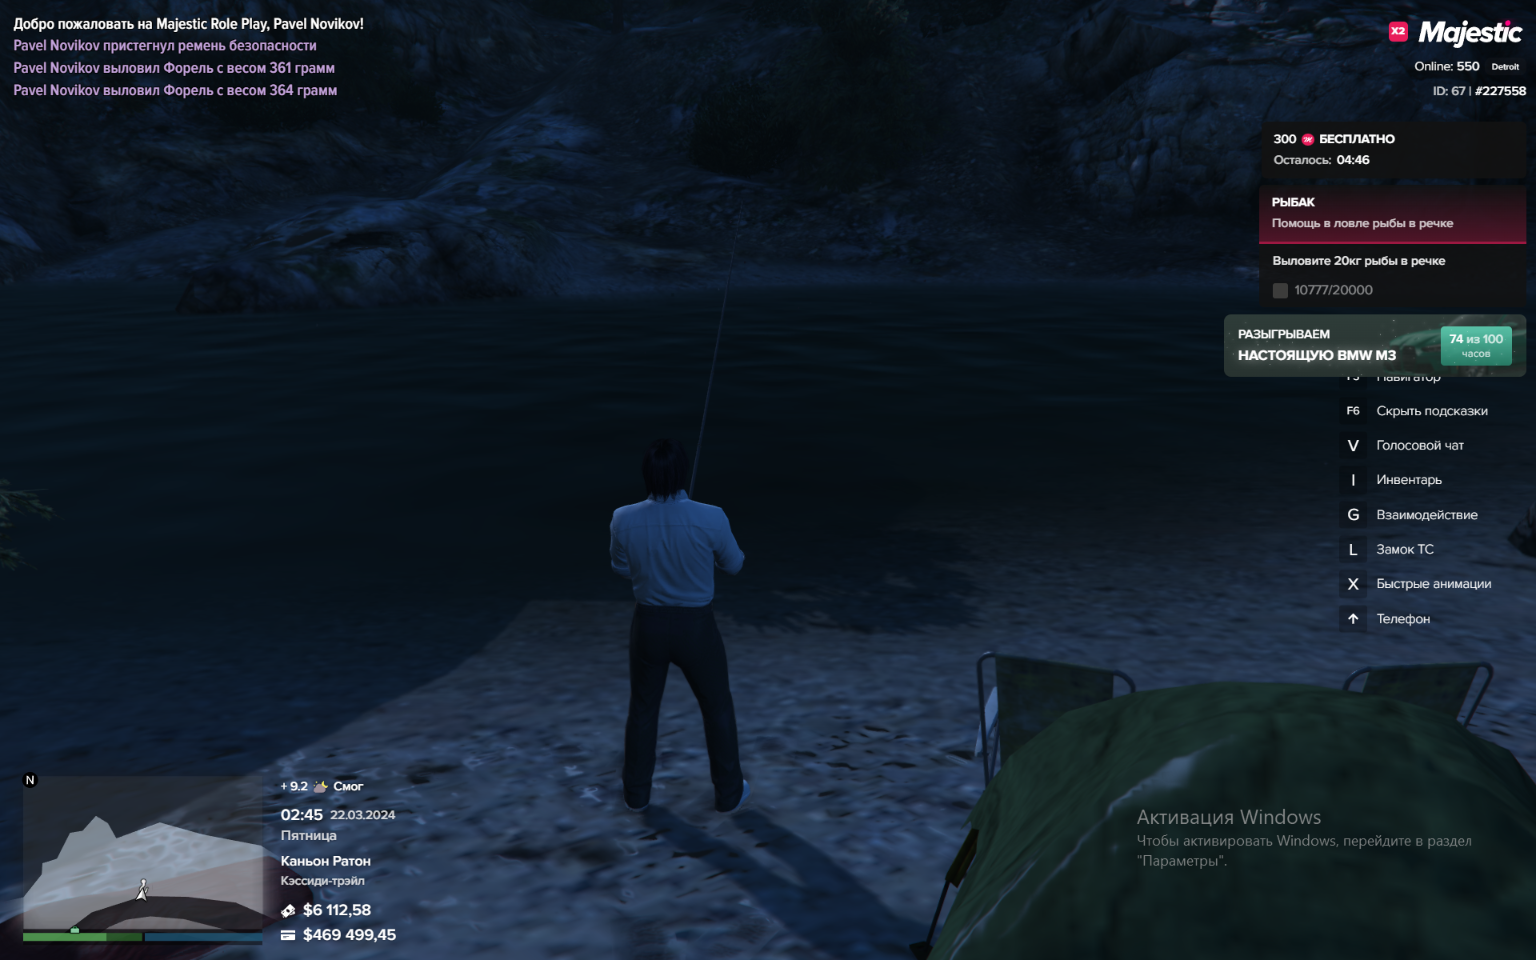 Добро пожаловать на Majestic Role Play, Pavel Novikov!
Pavel Novikov пристегнул ремень безопасности
Pavel Novikov выловил Форель с весом 361 грамм
Pavel Novikov выловил Форель с весом 364 грамм
X2 Majestic
Online: 550 Detroit
ID: 67 | #227558
300 БЕСПЛАТНО
Осталось: 04:46
РЫБАК
Помощь в ловле рыбы в речке
Выловите 20кг рыбы в речке
10777/20000
РАЗЫГРЫВАЕМ
НАСТОЯЩУЮ BMW M3
74 из 100
часов
Навигатор
F6 Скрыть подсказки
V Голосовой чат
I Инвентарь
G Взаимодействие
L Замок ТС
X Быстрые анимации
↑ Телефон
N
+ 9.2 Смог
02:45 22.03.2024
Пятница
Каньон Ратон
Кэссиди-трэйл
$6 112,58
$469 499,45
Активация Windows
Чтобы активировать Windows, перейдите в раздел
"Параметры".